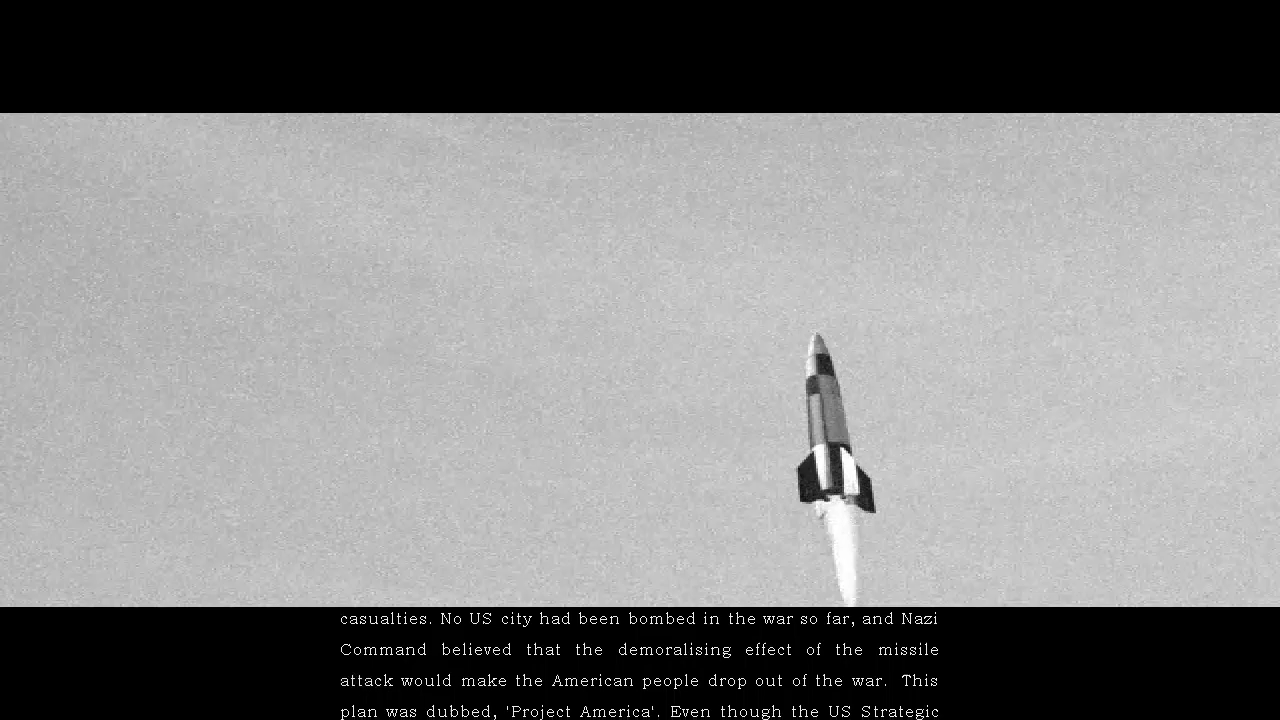 casualties. No US city had been bombed in the war so far, and Nazi
Command believed that the demoralising effect of the missile
attack would make the American people drop out of the war. This
plan was dubbed, 'Project America'. Even though the US Strategic